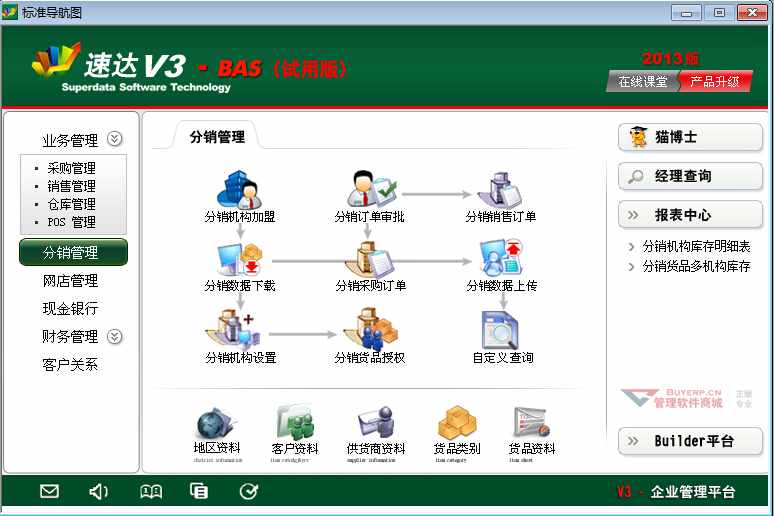 标准导航图
速达V3 - BAS（试用版）
Superdata Software Technology
2013版
在线课堂 产品升级
业务管理
采购管理
销售管理
仓库管理
POS 管理
分销管理
网店管理
现金银行
财务管理
客户关系
分销管理
分销机构加盟 分销订单审批 分销销售订单
分销数据下载 分销采购订单 分销数据上传
分销机构设置 分销货品授权 自定义查询
地区资料 客户资料 供货商资料 货品类别 货品资料
district information supplier information item category item sheet
猫博士
经理查询
报表中心
分销机构库存明细表
分销货品多机构库存
BUYERP.CN
管理软件商城
正版
专业
Builder平台
V3 - 企业管理平台